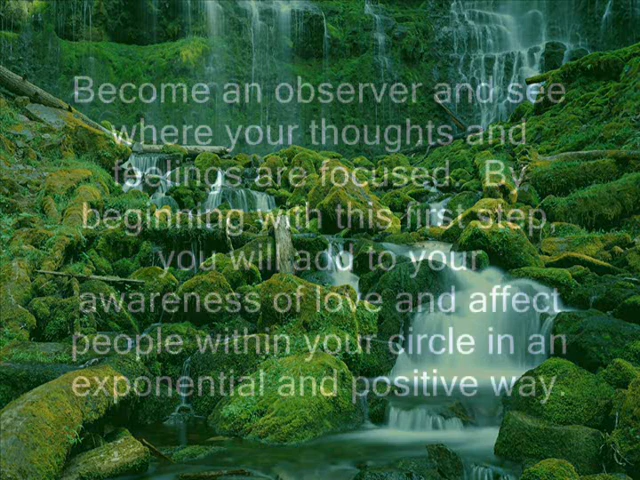 Become an observer and see
where your thoughts and
feelings are focused. By
beginning with this first step
you will add to your
awareness of love and affect
people within your circle in an
exponential and positive way.